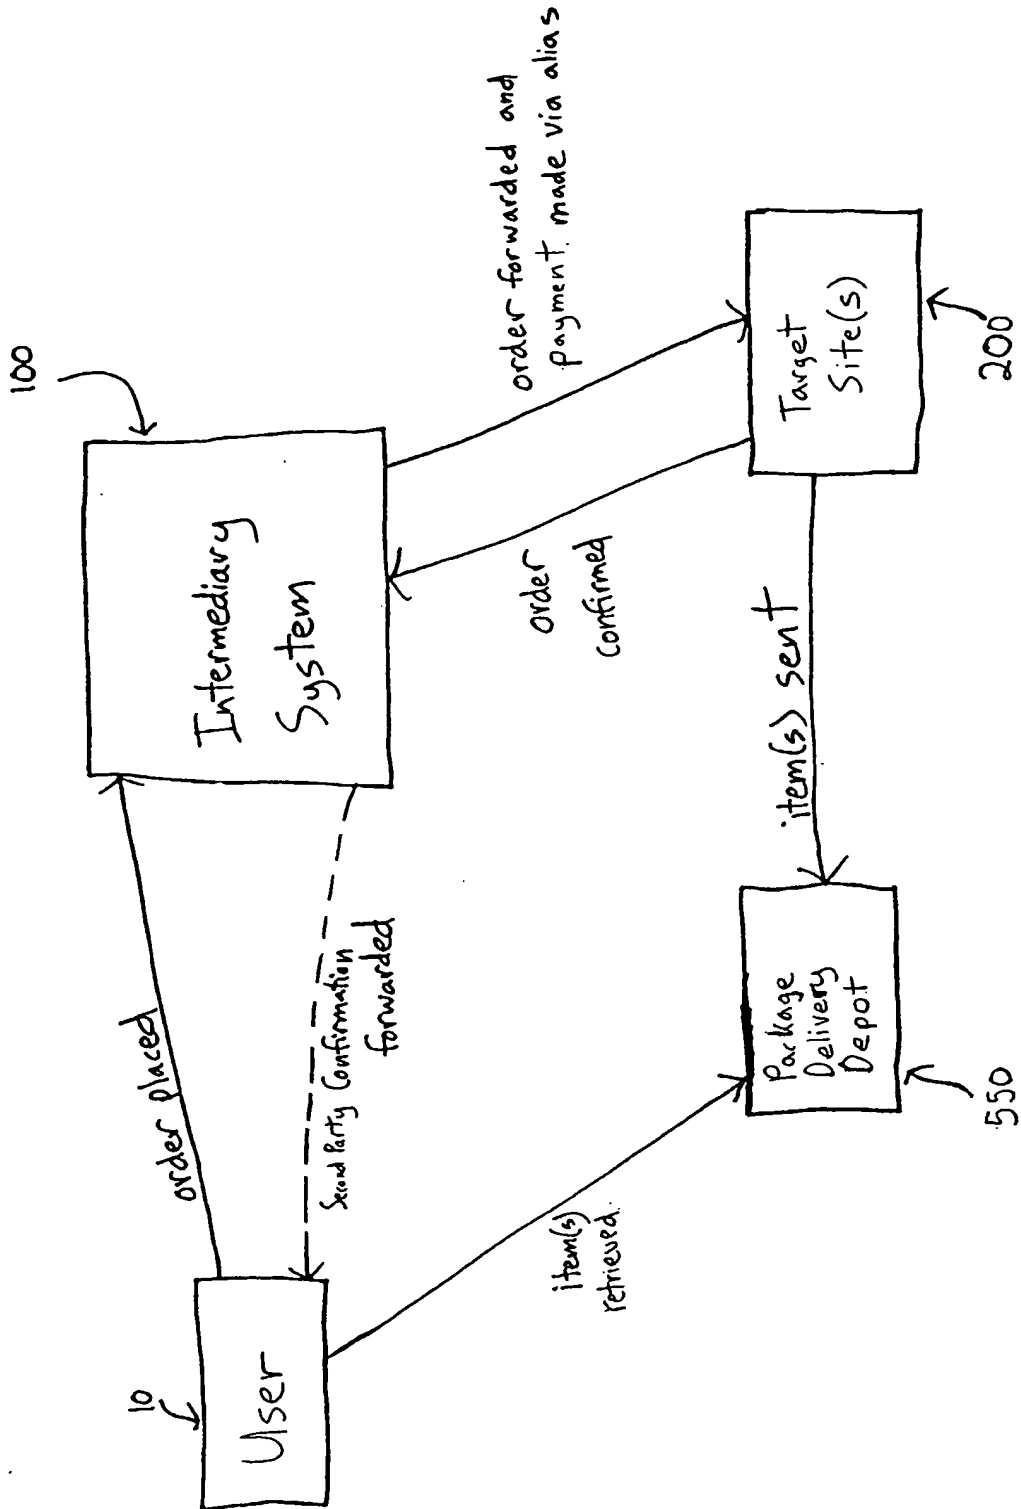 10
User
order placed
Second Party Confirmation
forwarded
item(s)
retrieved.
100
Intermediary
System
order forwarded and
payment made via alias
order
confirmed
Target
Site(s)
200
item(s) sent
Package
Delivery
Depot
550